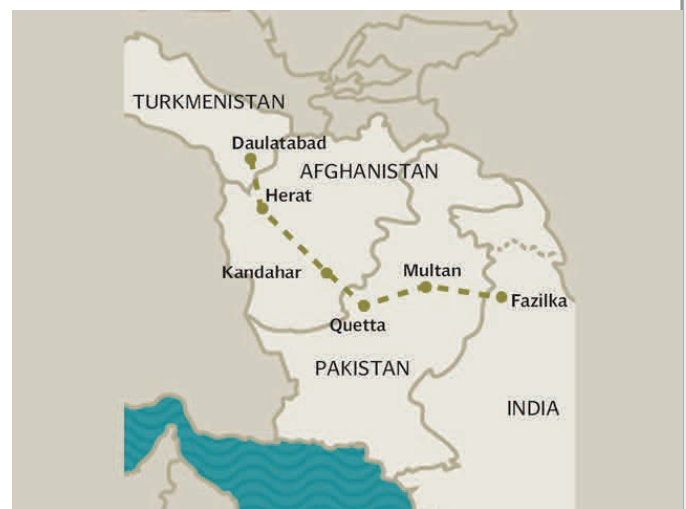 TURKMENISTAN
Daulatabad
AFGHANISTAN
Herat
Kandahar
Multan
Fazilka
Quetta
PAKISTAN
INDIA